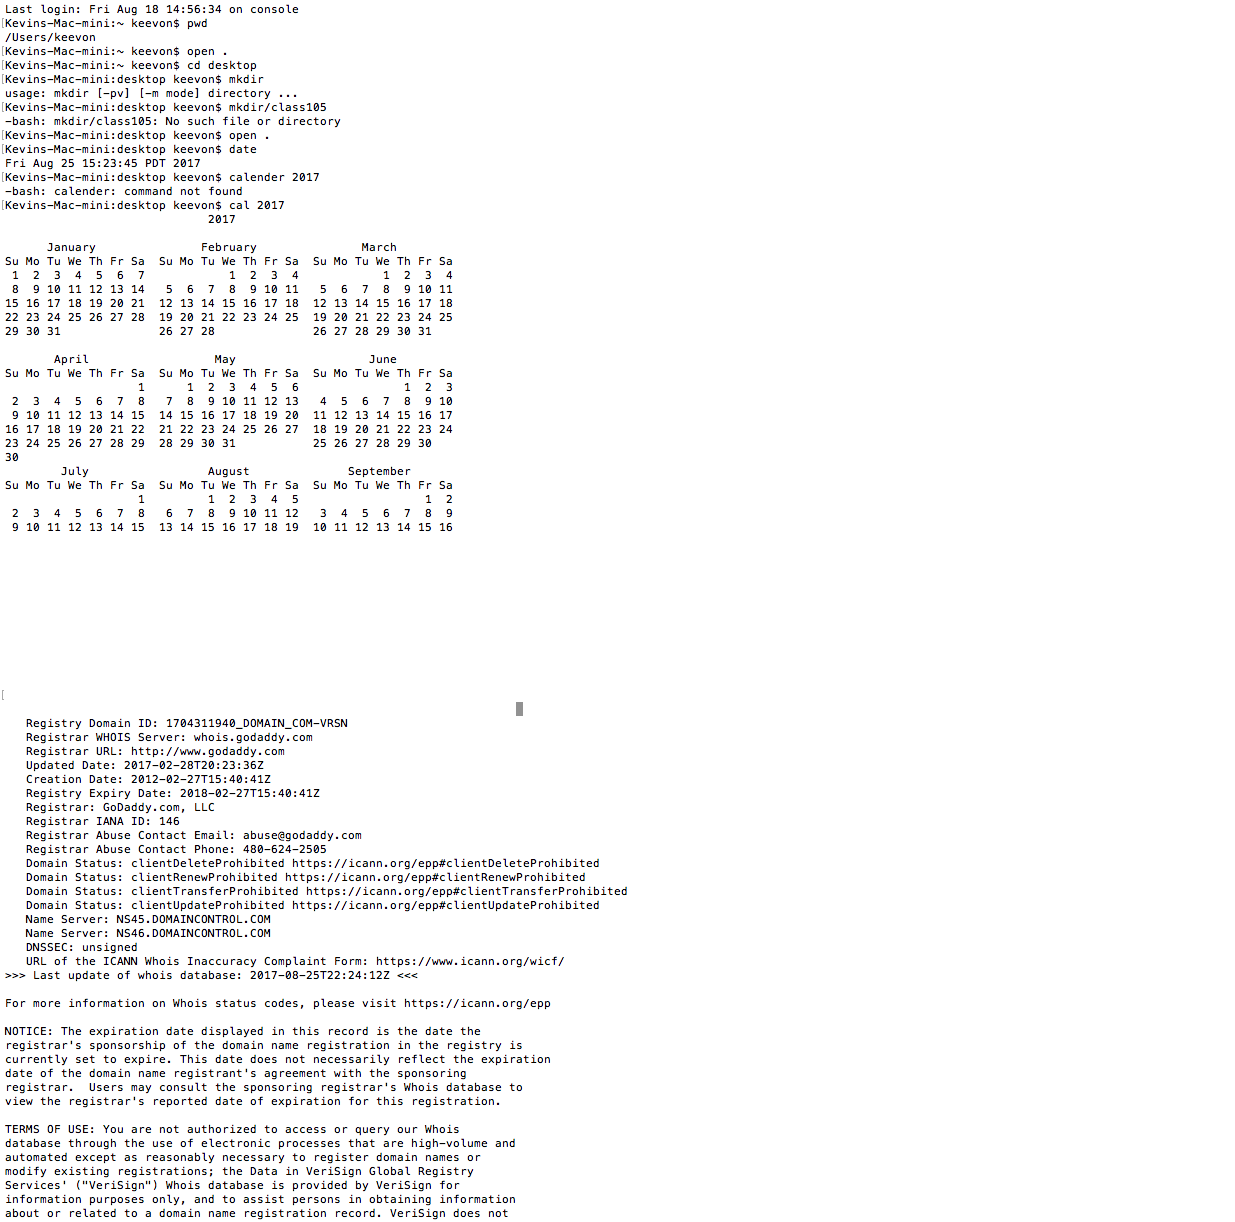 Last login: Fri Aug 18 14:56:34 on console
[Kevins-Mac-mini:~ keevon$ pwd
/Users/keevon
[Kevins-Mac-mini:~ keevon$ open .
[Kevins-Mac-mini:~ keevon$ cd desktop
[Kevins-Mac-mini:desktop keevon$ mkdir
usage: mkdir [-pv] [-m mode] directory ...
[Kevins-Mac-mini:desktop keevon$ mkdir/class105
-bash: mkdir/class105: No such file or directory
[Kevins-Mac-mini:desktop keevon$ open .
[Kevins-Mac-mini:desktop keevon$ date
Fri Aug 25 15:23:45 PDT 2017
[Kevins-Mac-mini:desktop keevon$ calender 2017
-bash: calender: command not found
[Kevins-Mac-mini:desktop keevon$ cal 2017
                             2017

      January               February               March
Su Mo Tu We Th Fr Sa  Su Mo Tu We Th Fr Sa  Su Mo Tu We Th Fr Sa
 1  2  3  4  5  6  7            1  2  3  4            1  2  3  4
 8  9 10 11 12 13 14   5  6  7  8  9 10 11   5  6  7  8  9 10 11
15 16 17 18 19 20 21  12 13 14 15 16 17 18  12 13 14 15 16 17 18
22 23 24 25 26 27 28  19 20 21 22 23 24 25  19 20 21 22 23 24 25
29 30 31              26 27 28              26 27 28 29 30 31

       April                  May                   June
Su Mo Tu We Th Fr Sa  Su Mo Tu We Th Fr Sa  Su Mo Tu We Th Fr Sa
                   1      1  2  3  4  5  6               1  2  3
 2  3  4  5  6  7  8   7  8  9 10 11 12 13   4  5  6  7  8  9 10
 9 10 11 12 13 14 15  14 15 16 17 18 19 20  11 12 13 14 15 16 17
16 17 18 19 20 21 22  21 22 23 24 25 26 27  18 19 20 21 22 23 24
23 24 25 26 27 28 29  28 29 30 31           25 26 27 28 29 30
30
        July                 August              September
Su Mo Tu We Th Fr Sa  Su Mo Tu We Th Fr Sa  Su Mo Tu We Th Fr Sa
                   1         1  2  3  4  5                  1  2
 2  3  4  5  6  7  8   6  7  8  9 10 11 12   3  4  5  6  7  8  9
 9 10 11 12 13 14 15  13 14 15 16 17 18 19  10 11 12 13 14 15 16

[
   Registry Domain ID: 1704311940_DOMAIN_COM-VRSN
   Registrar WHOIS Server: whois.godaddy.com
   Registrar URL: http://www.godaddy.com
   Updated Date: 2017-02-28T20:23:36Z
   Creation Date: 2012-02-27T15:40:41Z
   Registry Expiry Date: 2018-02-27T15:40:41Z
   Registrar: GoDaddy.com, LLC
   Registrar IANA ID: 146
   Registrar Abuse Contact Email: abuse@godaddy.com
   Registrar Abuse Contact Phone: 480-624-2505
   Domain Status: clientDeleteProhibited https://icann.org/epp#clientDeleteProhibited
   Domain Status: clientRenewProhibited https://icann.org/epp#clientRenewProhibited
   Domain Status: clientTransferProhibited https://icann.org/epp#clientTransferProhibited
   Domain Status: clientUpdateProhibited https://icann.org/epp#clientUpdateProhibited
   Name Server: NS45.DOMAINCONTROL.COM
   Name Server: NS46.DOMAINCONTROL.COM
   DNSSEC: unsigned
   URL of the ICANN Whois Inaccuracy Complaint Form: https://www.icann.org/wicf/
>>> Last update of whois database: 2017-08-25T22:24:12Z <<<

For more information on Whois status codes, please visit https://icann.org/epp

NOTICE: The expiration date displayed in this record is the date the
registrar's sponsorship of the domain name registration in the registry is
currently set to expire. This date does not necessarily reflect the expiration
date of the domain name registrant's agreement with the sponsoring
registrar.  Users may consult the sponsoring registrar's Whois database to
view the registrar's reported date of expiration for this registration.

TERMS OF USE: You are not authorized to access or query our Whois
database through the use of electronic processes that are high-volume and
automated except as reasonably necessary to register domain names or
modify existing registrations; the Data in VeriSign Global Registry
Services' ("VeriSign") Whois database is provided by VeriSign for
information purposes only, and to assist persons in obtaining information
about or related to a domain name registration record. VeriSign does not